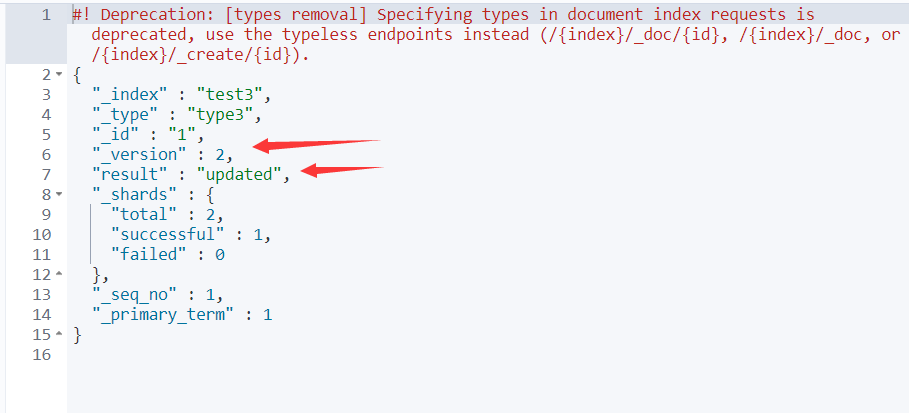 1 #! Deprecation: [types removal] Specifying types in document index requests is
deprecated, use the typeless endpoints instead (/{index}/_doc/{id}, /{index}/_doc, or
/{index}/_create/{id}).
2 {
3 "_index" : "test3",
4 "_type" : "type3",
5 "_id" : "1",
6 "_version" : 2,
7 "result" : "updated",
8 "_shards" : {
9 "total" : 2,
10 "successful" : 1,
11 "failed" : 0
12 },
13 "_seq_no" : 1,
14 "_primary_term" : 1
15 }
16